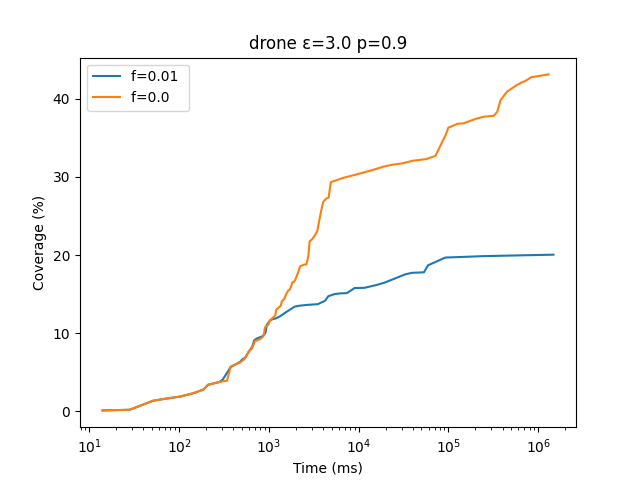 drone ε=3.0 p=0.9
f=0.01
f=0.0
Coverage (%)
40
30
20
10
0
10¹ 10² 10³ 10⁴ 10⁵ 10⁶
Time (ms)